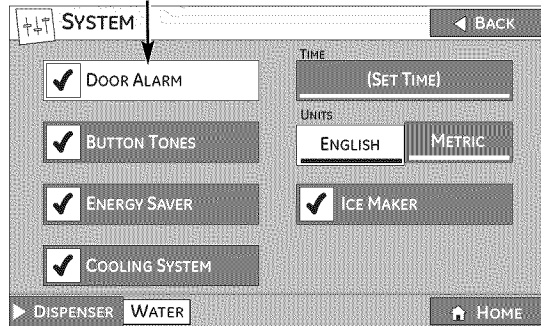 SYSTEM
BACK
DOOR ALARM
BUTTON TONES
ENERGY SAVER
COOLING SYSTEM
TIME
(SET TIME)
UNITS
ENGLISH METRIC
ICE MAKER
DISPENSER WATER
HOME